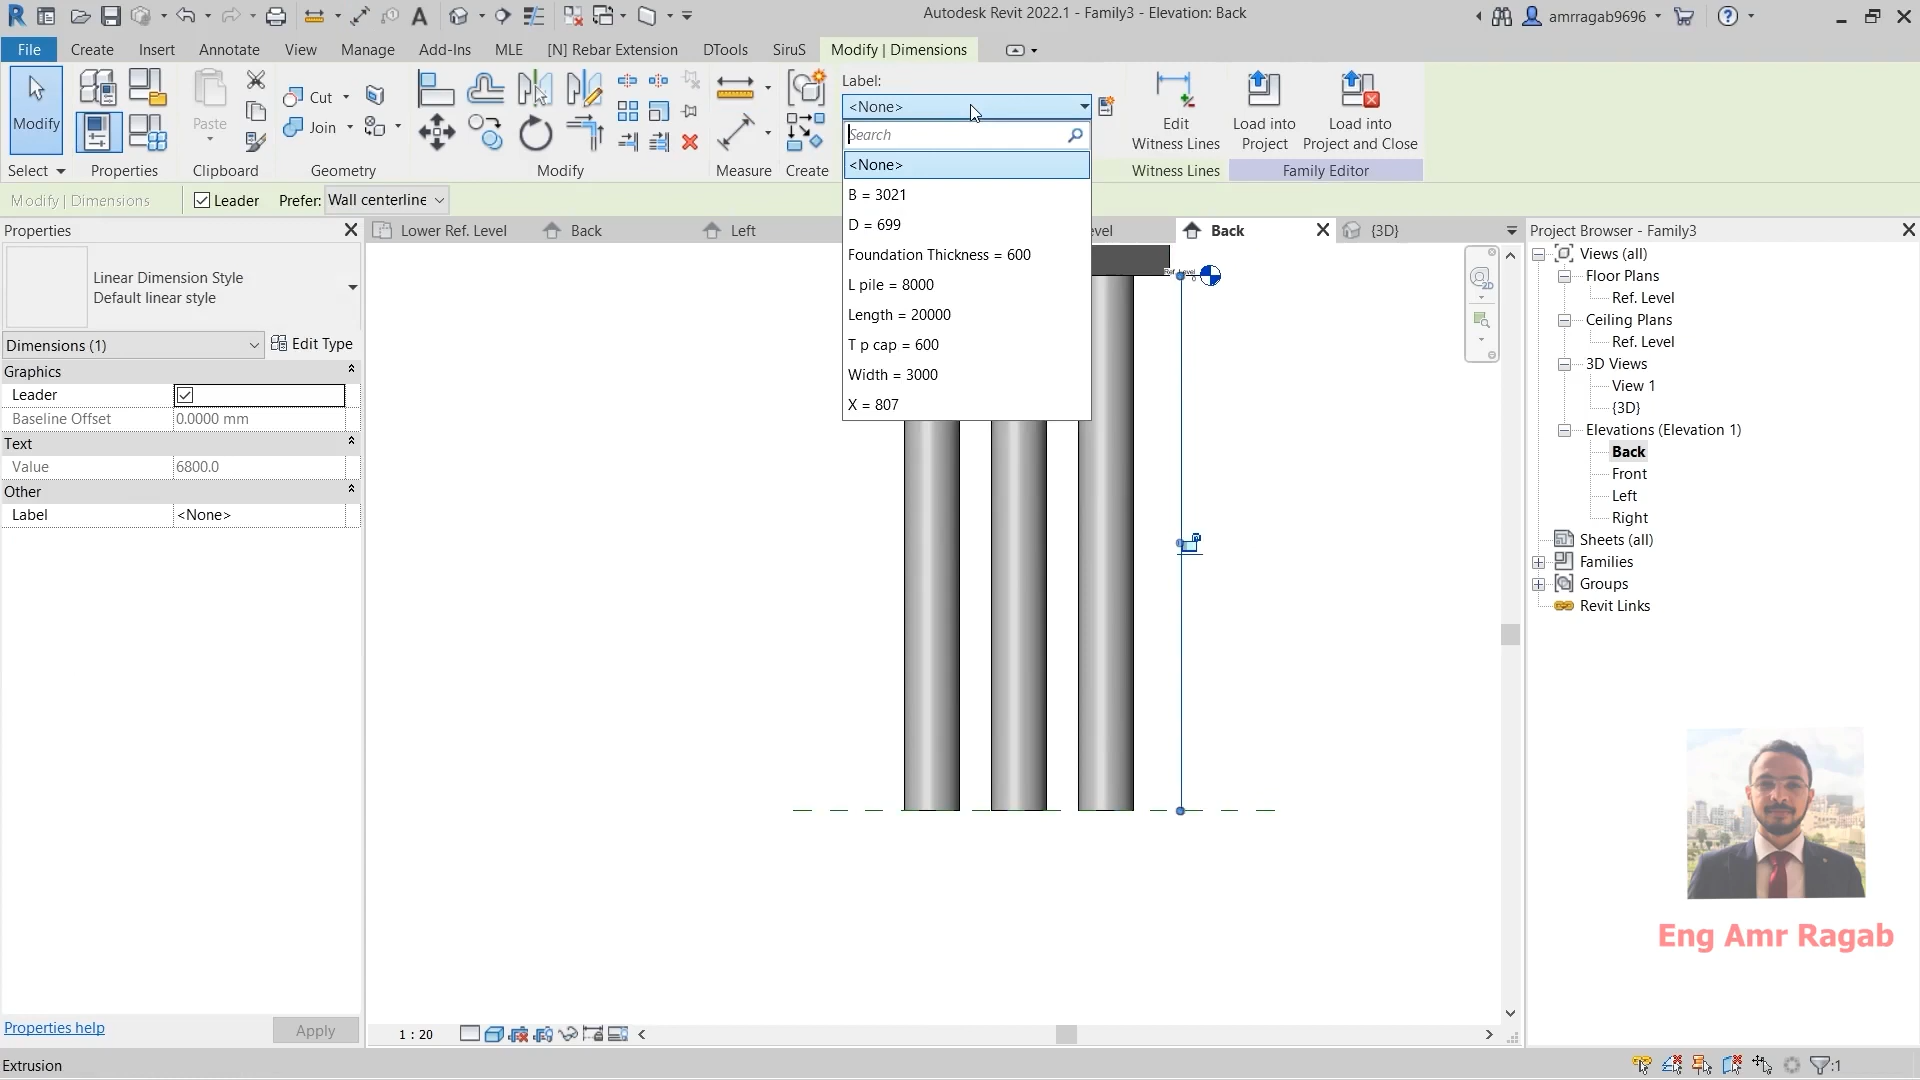 Autodesk Revit 2022.1 - Family3 - Elevation: Back
amrragab9696
File
Create
Insert
Annotate
View
Manage
Add-Ins
MLE
[N] Rebar Extension
DTools
SiruS
Modify | Dimensions
Modify
Select
Properties
Paste
Clipboard
Cut
Join
Geometry
Modify
Measure
Create
Label:
<None>
Search
<None>
B = 3021
D = 699
Foundation Thickness = 600
L pile = 8000
Length = 20000
T p cap = 600
Width = 3000
X = 807
Edit
Witness Lines
Witness Lines
Load into
Project
Load into
Project and Close
Family Editor
Modify | Dimensions
Leader
Prefer:
Wall centerline
Properties
Linear Dimension Style
Default linear style
Dimensions (1)
Edit Type
Graphics
Leader
Baseline Offset
0.0000 mm
Text
Value
6800.0
Other
Label
<None>
Properties help
Apply
Lower Ref. Level
Back
Left
evel
Back
{3D}
Ref. Level
2D
1 : 20
Project Browser - Family3
Views (all)
Floor Plans
Ref. Level
Ceiling Plans
Ref. Level
3D Views
View 1
{3D}
Elevations (Elevation 1)
Back
Front
Left
Right
Sheets (all)
Families
Groups
Revit Links
Eng Amr Ragab
Extrusion
:1